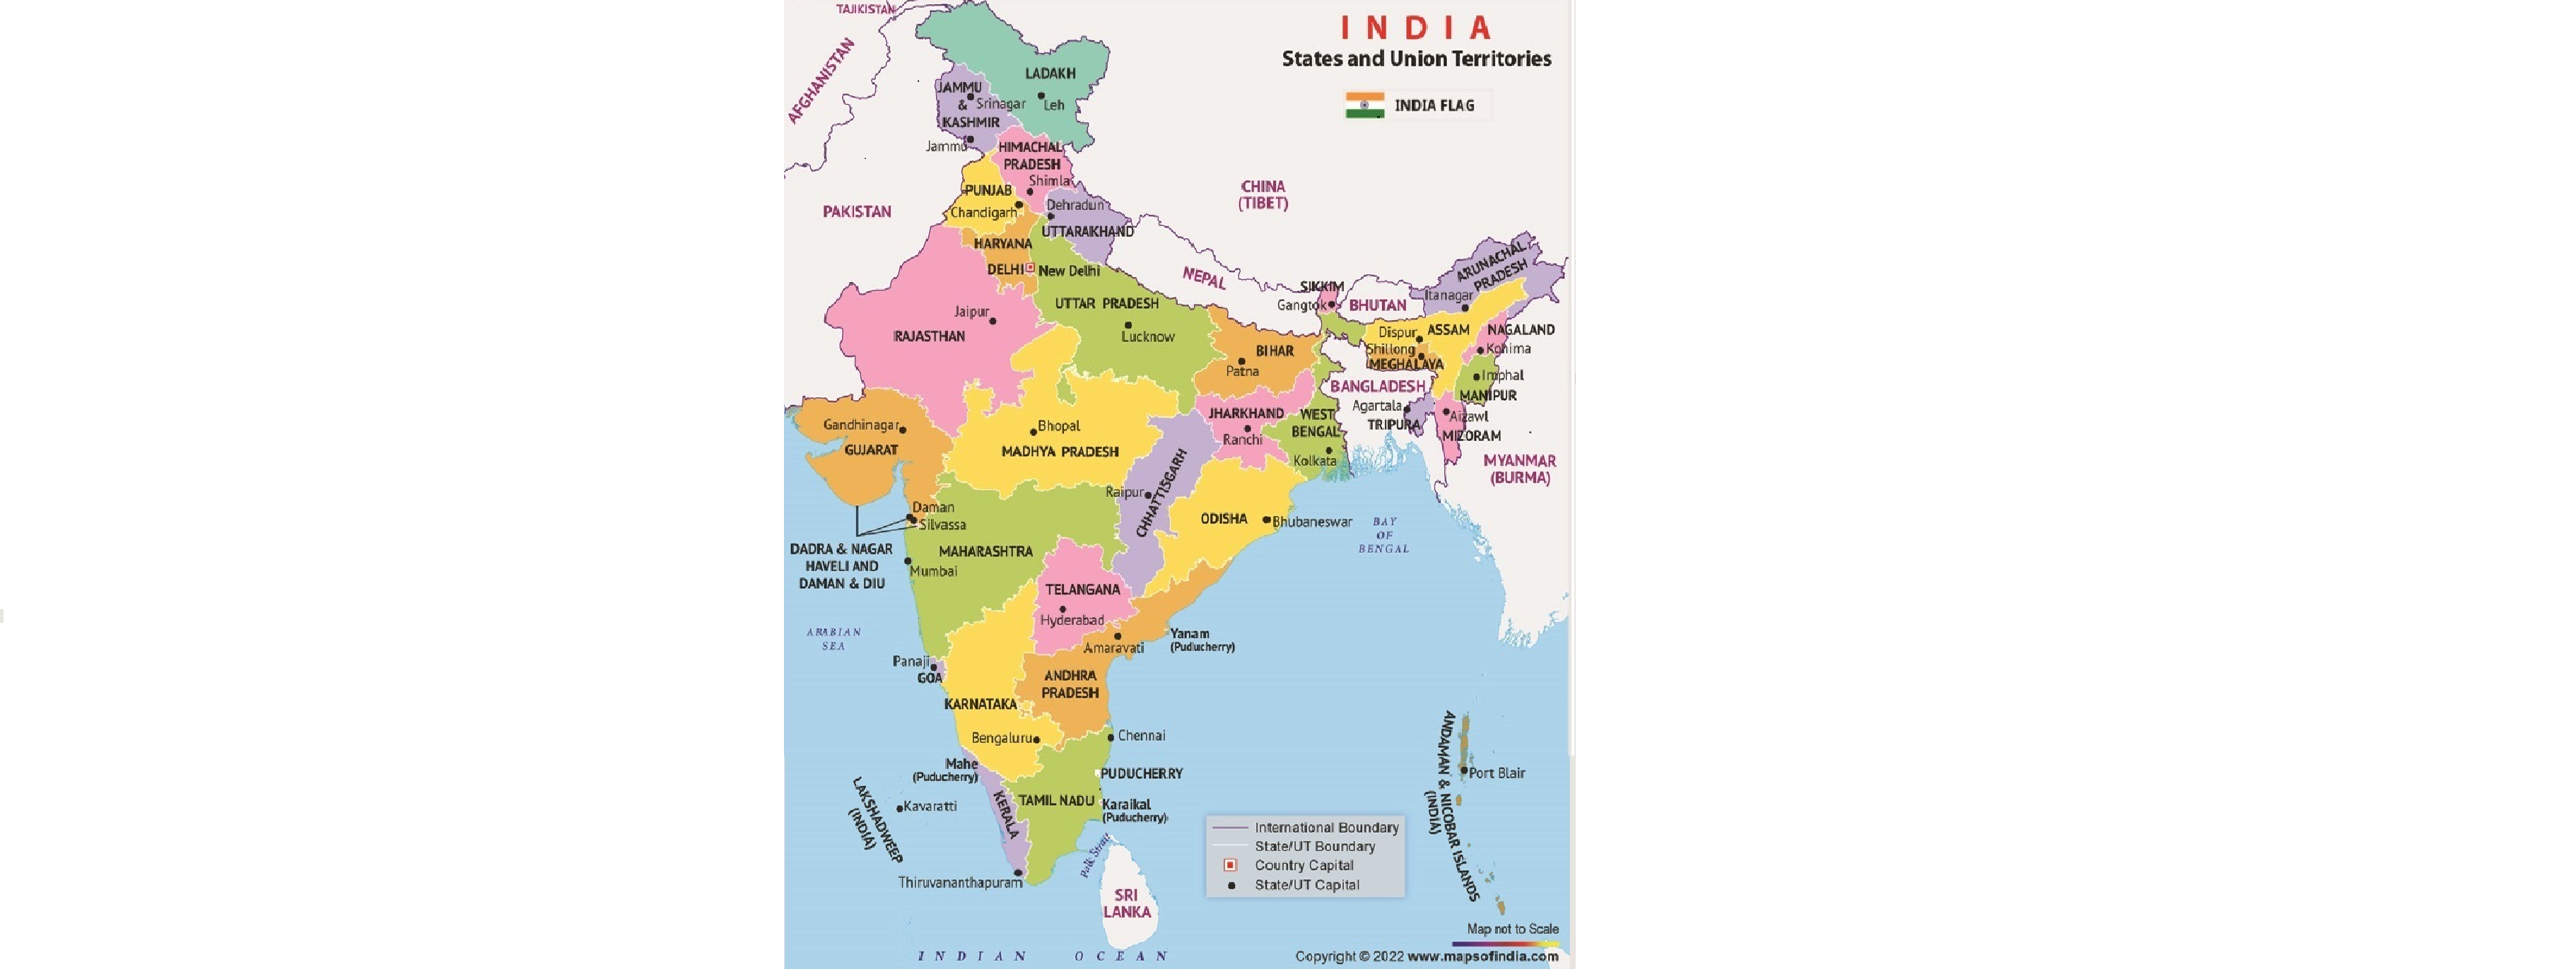 TAJIKISTAN
AFGHANISTAN
INDIA
States and Union Territories
INDIA FLAG
LADAKH
Leh
JAMMU
& Srinagar
KASHMIR
Jammu
HIMACHAL
PRADESH
Shimla
PUNJAB
Chandigarh
Dehradun
UTTARAKHAND
PAKISTAN
CHINA
(TIBET)
HARYANA
DELHI
New Delhi
NEPAL
UTTAR PRADESH
Lucknow
Jaipur
RAJASTHAN
SIKKIM
Gangtok
BHUTAN
ARUNACHAL
PRADESH
Itanagar
Dispur
ASSAM
NAGALAND
Shillong
Kohima
MEGHALAYA
BIHAR
Patna
BANGLADESH
Imphal
MANIPUR
Agartala
TRIPURA
Aizawl
MIZORAM
MYANMAR
(BURMA)
JHARKHAND
Ranchi
WEST
BENGAL
Kolkata
Gandhinagar
GUJARAT
Bhopal
MADHYA PRADESH
Raipur
CHHATTISGARH
ODISHA
Bhubaneswar
BAY
OF
BENGAL
Daman
Silvassa
DADRA & NAGAR
HAVELI AND
DAMAN & DIU
MAHARASHTRA
Mumbai
TELANGANA
Hyderabad
ARABIAN
SEA
Amaravati
Yanam
(Puducherry)
Panaji
GOA
ANDHRA
PRADESH
KARNATAKA
Bengaluru
Chennai
Mahe
(Puducherry)
PUDUCHERRY
LAKSHADWEEP
(INDIA)
Kavaratti
KERALA
TAMIL NADU
Karaikal
(Puducherry)
Palk Strait
Thiruvananthapuram
SRI
LANKA
ANDAMAN & NICOBAR ISLANDS
(INDIA)
Port Blair
International Boundary
State/UT Boundary
Country Capital
State/UT Capital
Map not to Scale
INDIAN OCEAN
Copyright © 2022 www.mapsofindia.com